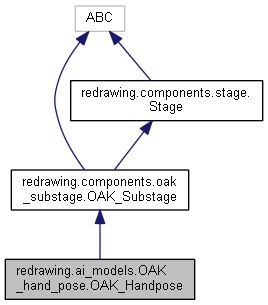 ABC
redrawing.components.stage.
Stage
redrawing.components.oak
_substage.OAK_Substage
redrawing.ai_models.OAK
_hand_pose.OAK_Handpose